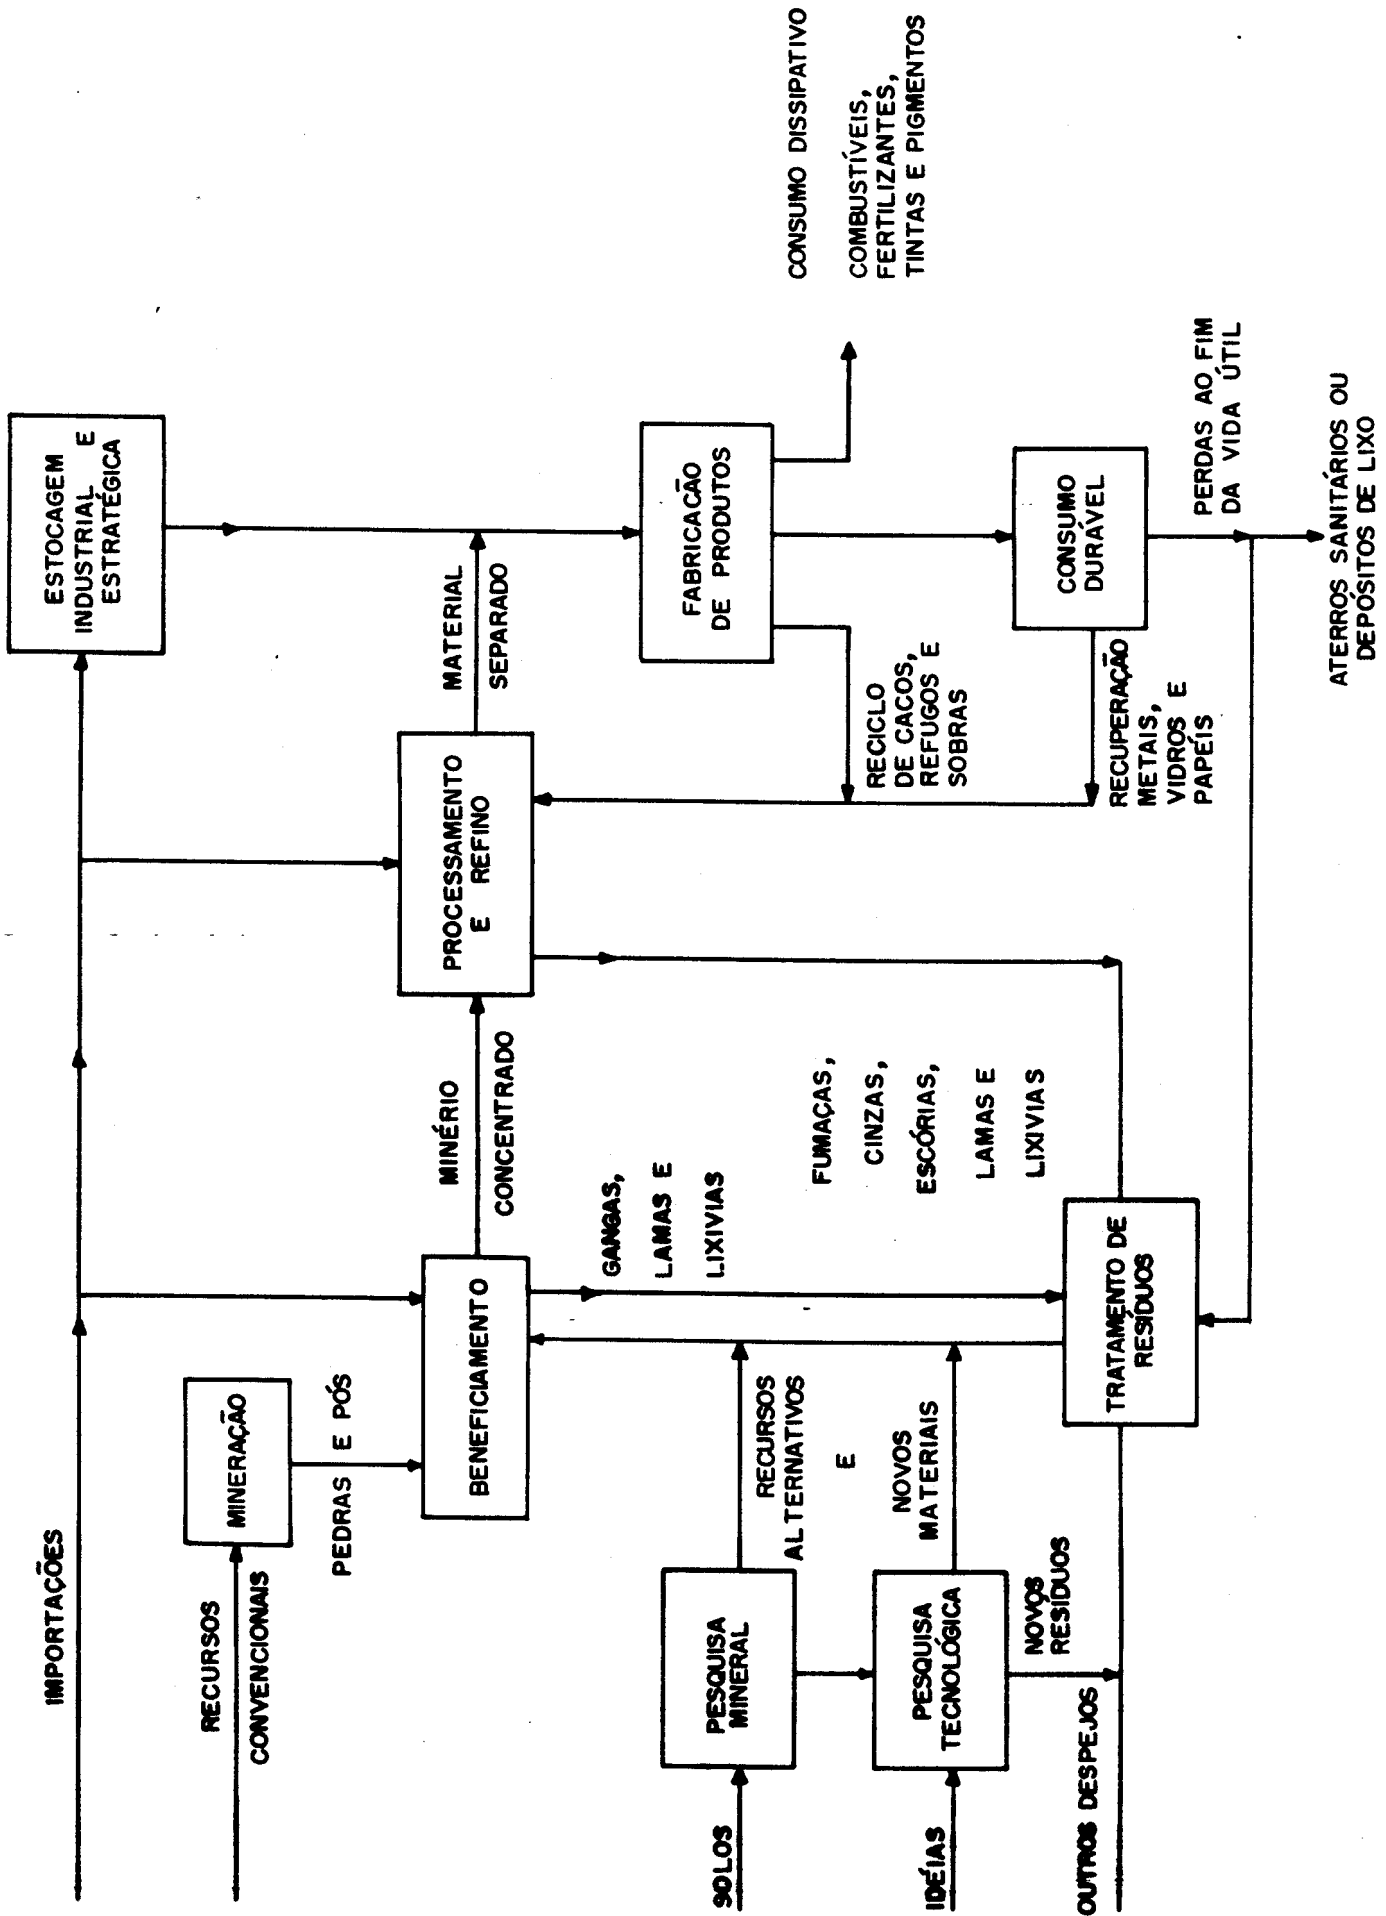 IMPORTAÇÕES
ESTOCAGEM
INDUSTRIAL E
ESTRATÉGICA
RECURSOS
CONVENCIONAIS
MINERAÇÃO
PEDRAS E PÓS
BENEFICIAMENTO
MINÉRIO
CONCENTRADO
PROCESSAMENTO
E REFINO
MATERIAL
SEPARADO
GANGAS,
LAMAS E
LIXIVIAS
FUMAÇAS,
CINZAS,
ESCÓRIAS,
LAMAS E
LIXIVIAS
FABRICAÇÃO
DE PRODUTOS
RECICLO
DE CACOS,
REFUGOS E
SOBRAS
CONSUMO DISSIPATIVO
COMBUSTÍVEIS,
FERTILIZANTES,
TINTAS E PIGMENTOS
SOLOS
PESQUISA
MINERAL
RECURSOS
ALTERNATIVOS
E
NOVOS
MATERIAIS
IDÉIAS
PESQUISA
TECNOLÓGICA
NOVOS
RESÍDUOS
OUTROS DESPEJOS
TRATAMENTO DE
RESÍDUOS
CONSUMO
DURÁVEL
RECUPERAÇÃO
METAIS,
VIDROS E
PAPÉIS
PERDAS AO FIM
DA VIDA ÚTIL
ATERROS SANITÁRIOS OU
DEPÓSITOS DE LIXO